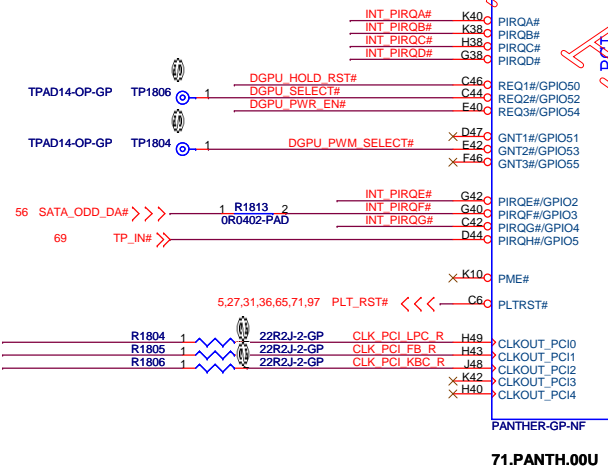 INT_PIRQA# K40 PIRQA#
INT_PIRQB# K38 PIRQB#
INT_PIRQC# H38 PIRQC#
INT_PIRQD# G38 PIRQD#
DGPU_HOLD_RST# C46 REQ1#/GPIO50
TPAD14-OP-GP TP1806 1 DGPU_SELECT# C44 REQ2#/GPIO52
DGPU_PWR_EN# E40 REQ3#/GPIO54
D47 GNT1#/GPIO51
TPAD14-OP-GP TP1804 1 DGPU_PWM_SELECT# E42 GNT2#/GPIO53
F46 GNT3#/GPIO55
INT_PIRQE# G42 PIRQE#/GPIO2
56 SATA_ODD_DA# 1 R1813 2 INT_PIRQF# G40 PIRQF#/GPIO3
0R0402-PAD INT_PIRQG# C42 PIRQG#/GPIO4
69 TP_IN# D44 PIRQH#/GPIO5
K10 PME#
5,27,31,36,65,71,97 PLT_RST# C6 PLTRST#
R1804 1 22R2J-2-GP CLK_PCI_LPC_R H49 CLKOUT_PCI0
R1805 1 22R2J-2-GP CLK_PCI_FB_R H43 CLKOUT_PCI1
R1806 1 22R2J-2-GP CLK_PCI_KBC_R J48 CLKOUT_PCI2
K42 CLKOUT_PCI3
H40 CLKOUT_PCI4
PANTHER-GP-NF
71.PANTH.00U